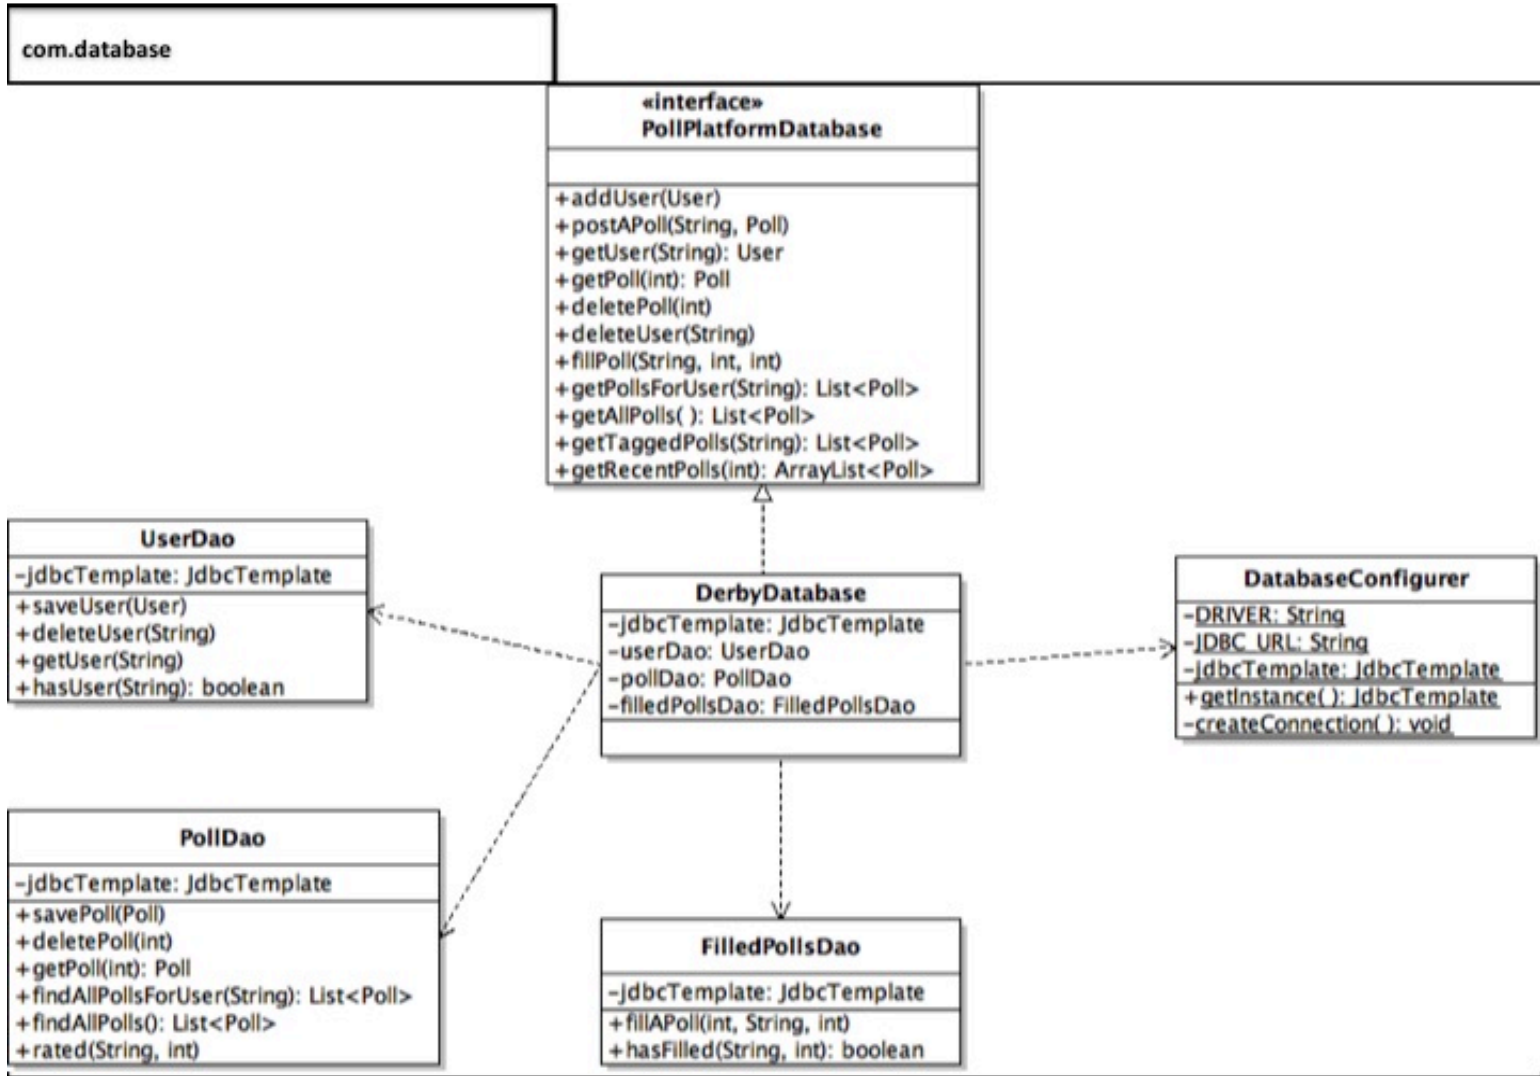 com.database
«interface»
PollPlatformDatabase
+addUser(User)
+postAPoll(String, Poll)
+getUser(String): User
+getPoll(int): Poll
+deletePoll(int)
+deleteUser(String)
+fillPoll(String, int, int)
+getPollsForUser(String): List<Poll>
+getAllPolls( ): List<Poll>
+getTaggedPolls(String): List<Poll>
+getRecentPolls(int): ArrayList<Poll>
UserDao
-jdbcTemplate: JdbcTemplate
+saveUser(User)
+deleteUser(String)
+getUser(String)
+hasUser(String): boolean
DerbyDatabase
-jdbcTemplate: JdbcTemplate
-userDao: UserDao
-pollDao: PollDao
-filledPollsDao: FilledPollsDao
DatabaseConfigurer
-DRIVER: String
-JDBC_URL: String
-jdbcTemplate: JdbcTemplate
+getInstance( ): JdbcTemplate
-createConnection( ): void
PollDao
-jdbcTemplate: JdbcTemplate
+savePoll(Poll)
+deletePoll(int)
+getPoll(int): Poll
+findAllPollsForUser(String): List<Poll>
+findAllPolls(): List<Poll>
+rated(String, int)
FilledPollsDao
-jdbcTemplate: JdbcTemplate
+fillAPoll(int, String, int)
+hasFilled(String, int): boolean